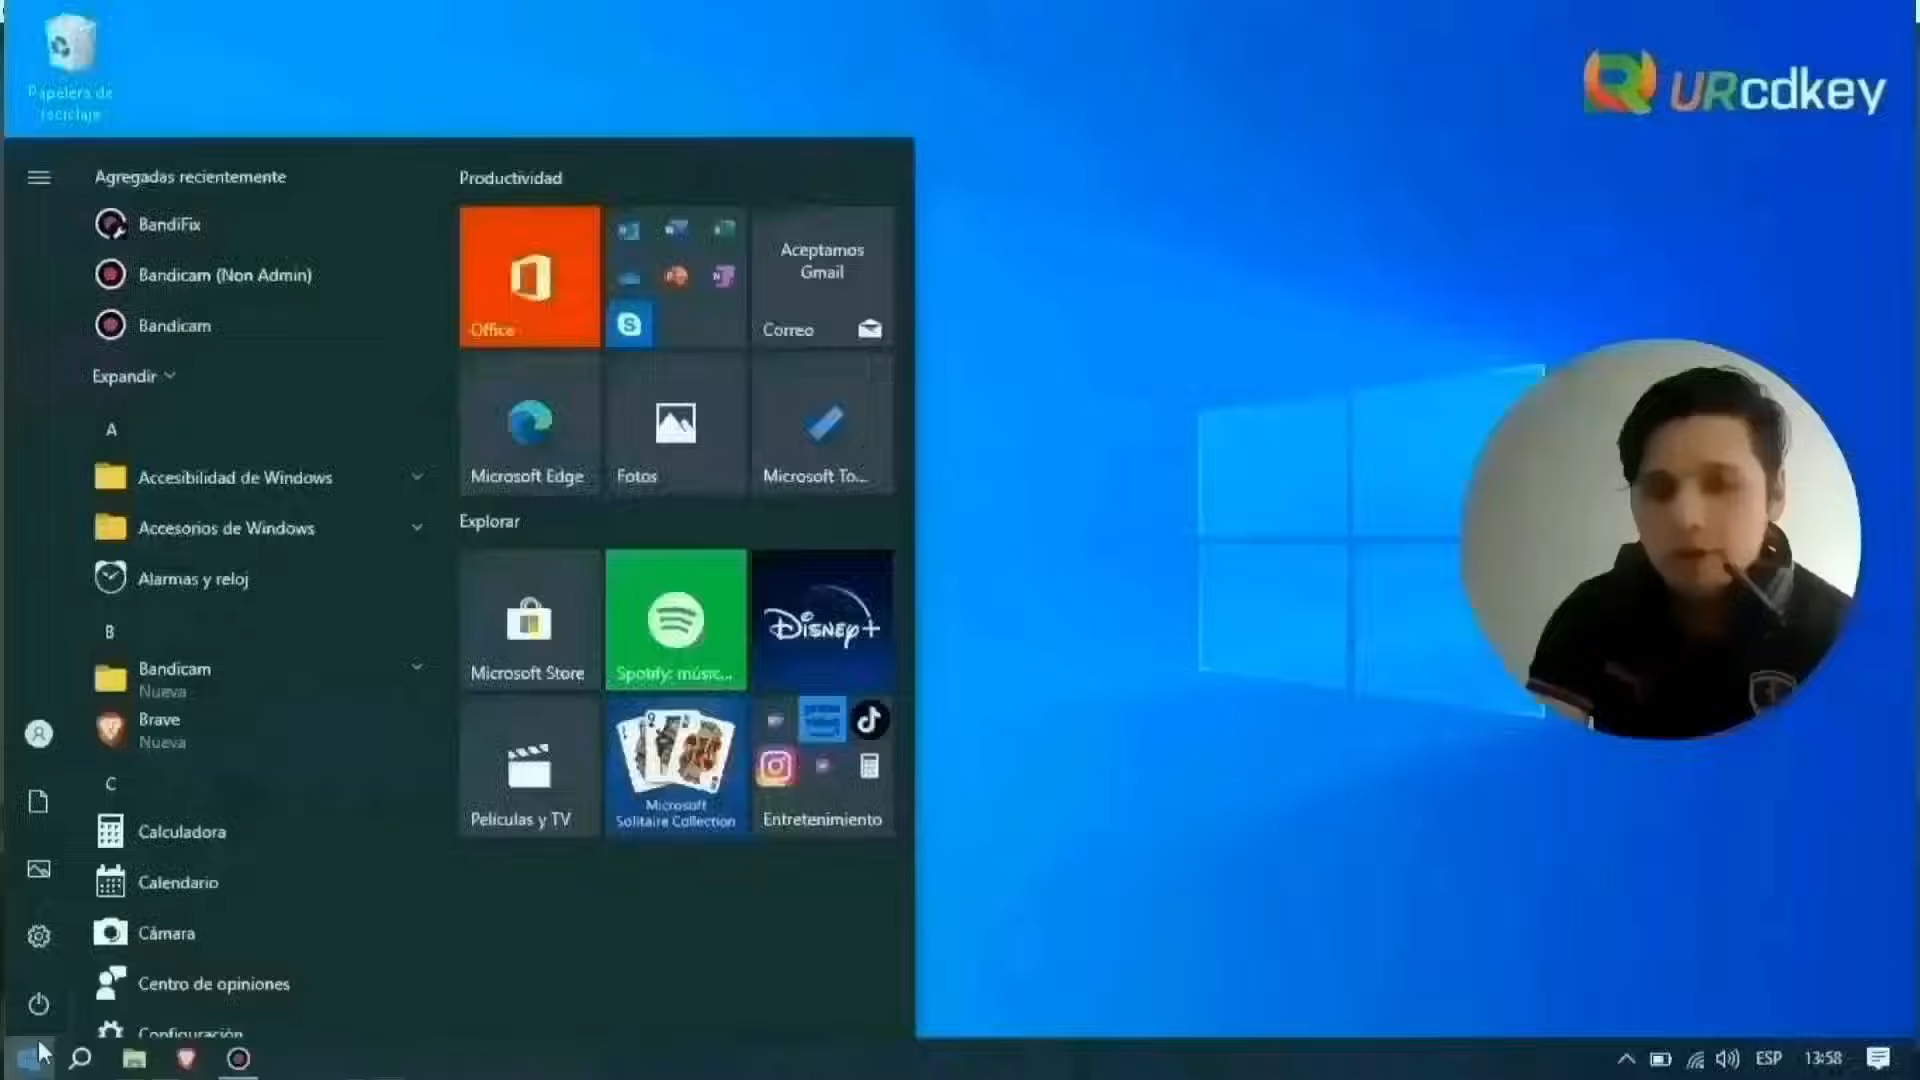 Papelera de
reciclaje
URcdkey
Agregadas recientemente
BandiFix
Bandicam (Non Admin)
Bandicam
Expandir
A
Accesibilidad de Windows
Accesorios de Windows
Alarmas y reloj
B
Bandicam
Nueva
Brave
Nueva
C
Calculadora
Calendario
Cámara
Centro de opiniones
Configuración
Productividad
Office
Aceptamos
Gmail
Correo
Microsoft Edge
Fotos
Microsoft To...
Explorar
Microsoft Store
Spotify: músic...
Disney+
Películas y TV
Microsoft
Solitaire Collection
Entretenimiento
ESP
13:58